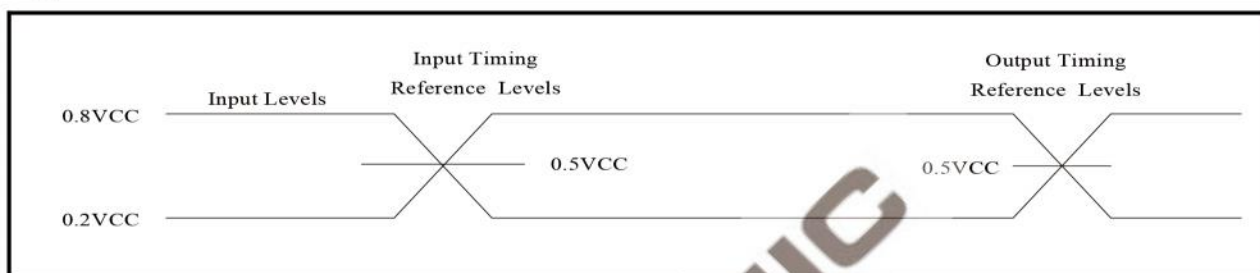 Input Timing
Reference Levels
Output Timing
Reference Levels
Input Levels
0.8VCC
0.5VCC
0.5VCC
0.2VCC